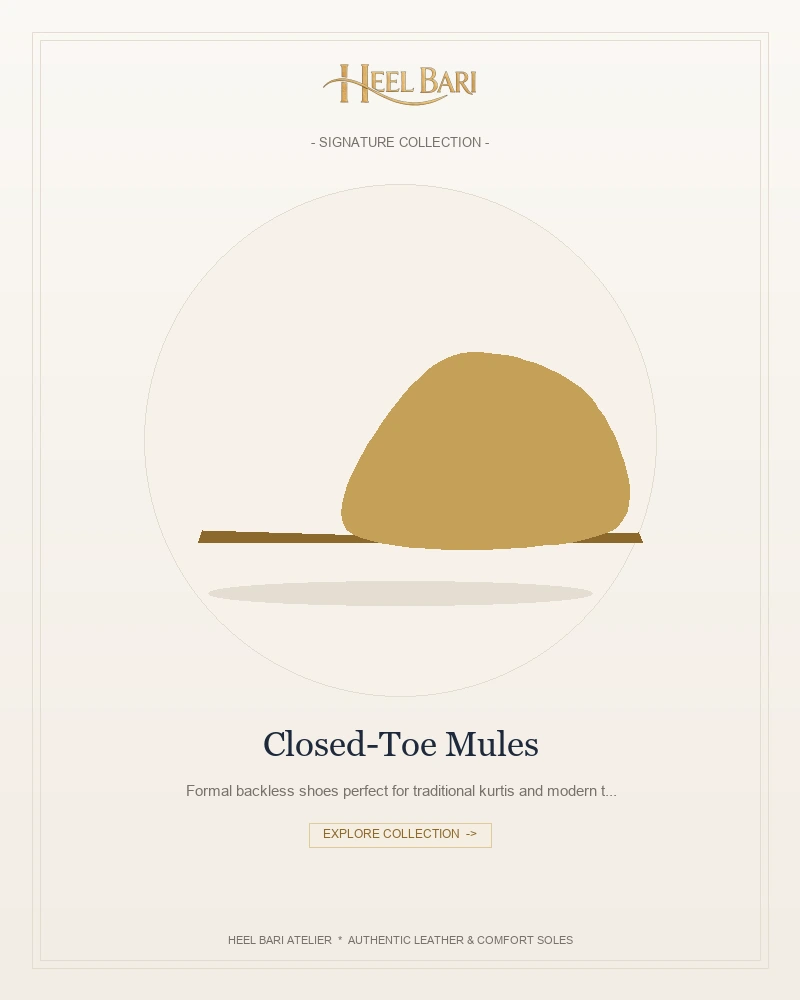 HEEL BARI
- SIGNATURE COLLECTION -
Closed-Toe Mules
Formal backless shoes perfect for traditional kurtis and modern t...
EXPLORE COLLECTION ->
HEEL BARI ATELIER * AUTHENTIC LEATHER & COMFORT SOLES